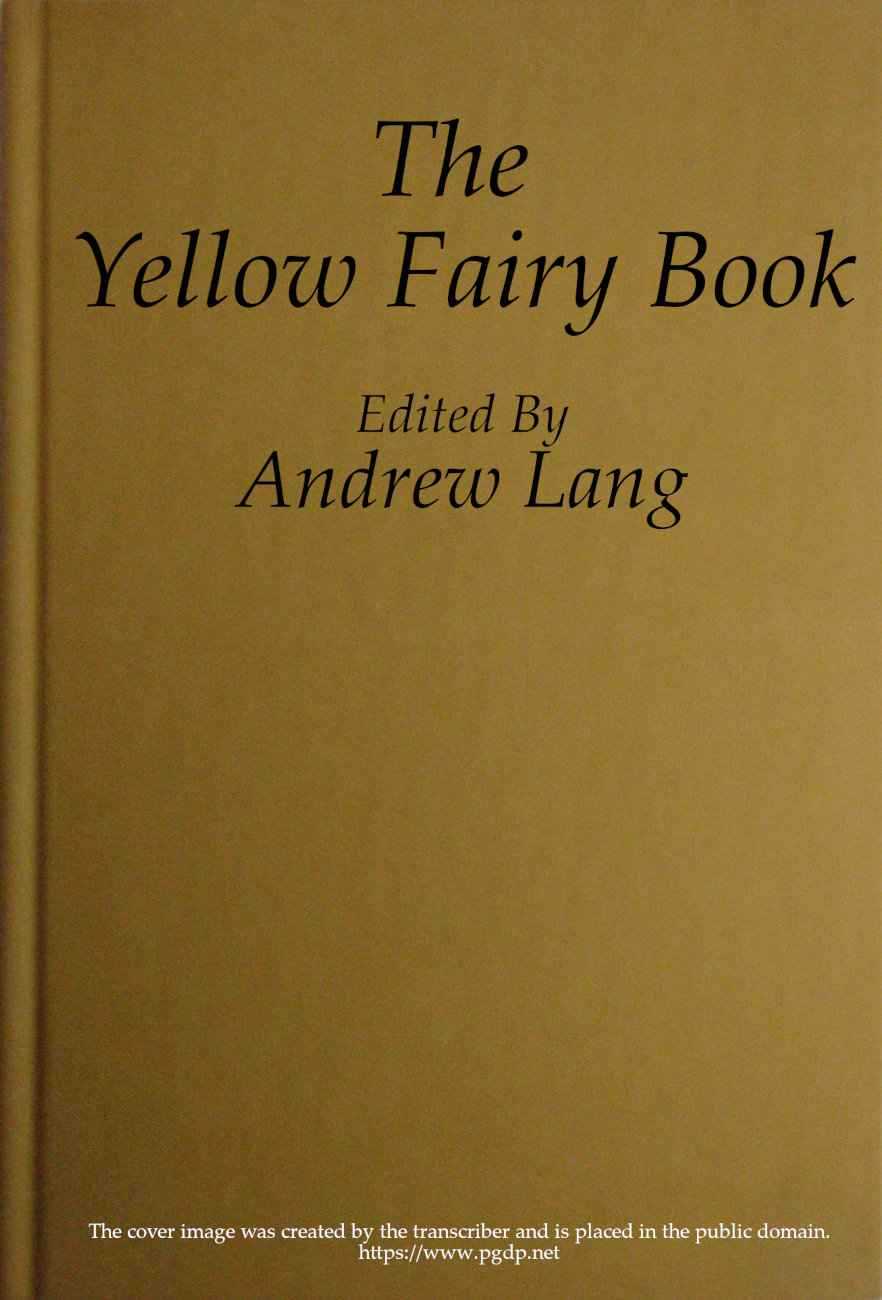 The
Yellow Fairy Book
Edited By
Andrew Lang
The cover image was created by the transcriber and is placed in the public domain.
https://www.pgdp.net